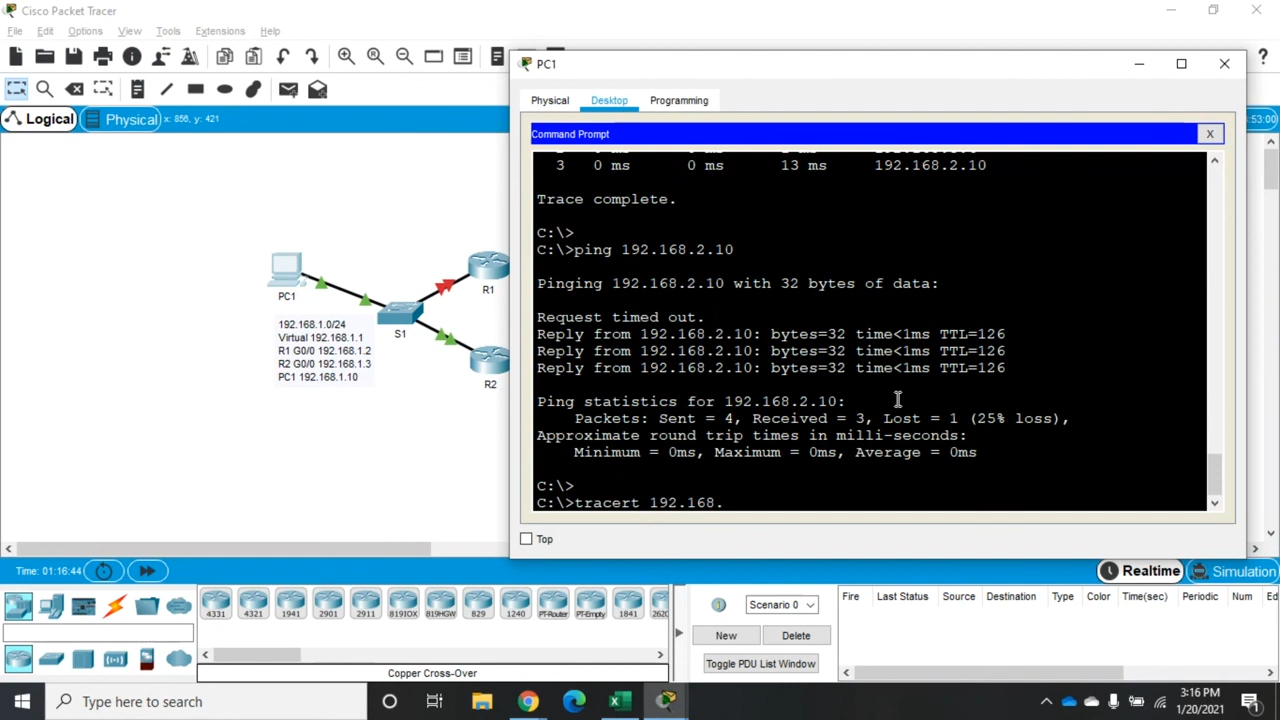 Cisco Packet Tracer
File Edit Options View Tools Extensions Help
Logical
Physical
x: 856, y: 421
PC1
Physical Desktop Programming
Command Prompt
X
3 0 ms 0 ms 13 ms 192.168.2.10
Trace complete.
C:\>
C:\>ping 192.168.2.10
Pinging 192.168.2.10 with 32 bytes of data:
Request timed out.
Reply from 192.168.2.10: bytes=32 time<1ms TTL=126
Reply from 192.168.2.10: bytes=32 time<1ms TTL=126
Reply from 192.168.2.10: bytes=32 time<1ms TTL=126
Ping statistics for 192.168.2.10:
Packets: Sent = 4, Received = 3, Lost = 1 (25% loss),
Approximate round trip times in milli-seconds:
Minimum = 0ms, Maximum = 0ms, Average = 0ms
C:\>
C:\>tracert 192.168.
Top
:53:00
PC1
S1
R1
R2
192.168.1.0/24
Virtual 192.168.1.1
R1 G0/0 192.168.1.2
R2 G0/0 192.168.1.3
PC1 192.168.1.10
Time: 01:16:44
Realtime
Simulation
4331 4321 1941 2901 2911 819IOX 819HGW 829 1240 PT-Router PT-Empty 1841 2620
Copper Cross-Over
Scenario 0
New
Delete
Toggle PDU List Window
Fire Last Status Source Destination Type Color Time(sec) Periodic Num Ed
Type here to search
3:16 PM
1/20/2021
1